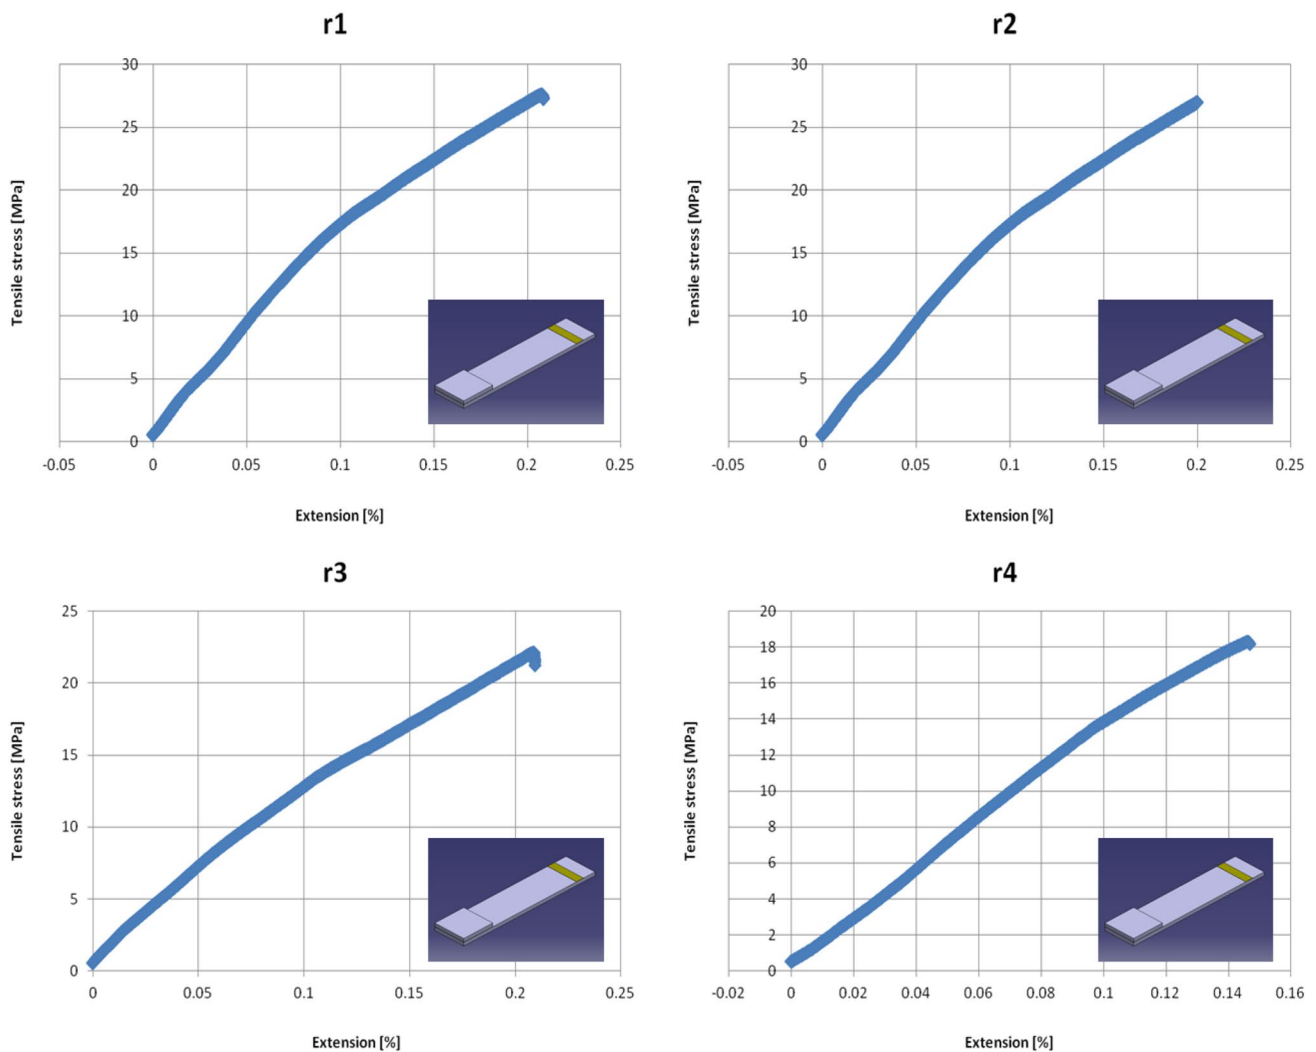 r1
30
25
20
15
10
5
0
-0.05 0 0.05 0.1 0.15 0.2 0.25
Tensile stress [MPa]
Extension [%]
r2
30
25
20
15
10
5
0
-0.05 0 0.05 0.1 0.15 0.2 0.25
Tensile stress [MPa]
Extension [%]
r3
25
20
15
10
5
0
0 0.05 0.1 0.15 0.2 0.25
Tensile stress [MPa]
Extension [%]
r4
20
18
16
14
12
10
8
6
4
2
0
-0.02 0 0.02 0.04 0.06 0.08 0.1 0.12 0.14 0.16
Tensile stress [MPa]
Extension [%]